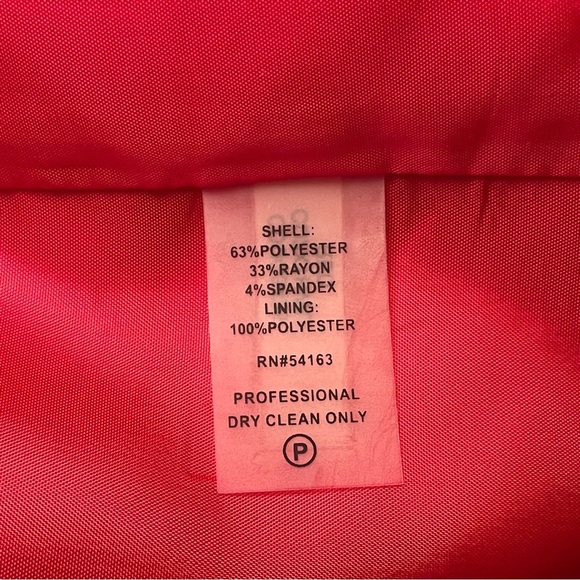 SHELL:
63%POLYESTER
33%RAYON
4%SPANDEX
LINING:
100%POLYESTER
RN#54163
PROFESSIONAL
DRY CLEAN ONLY
P